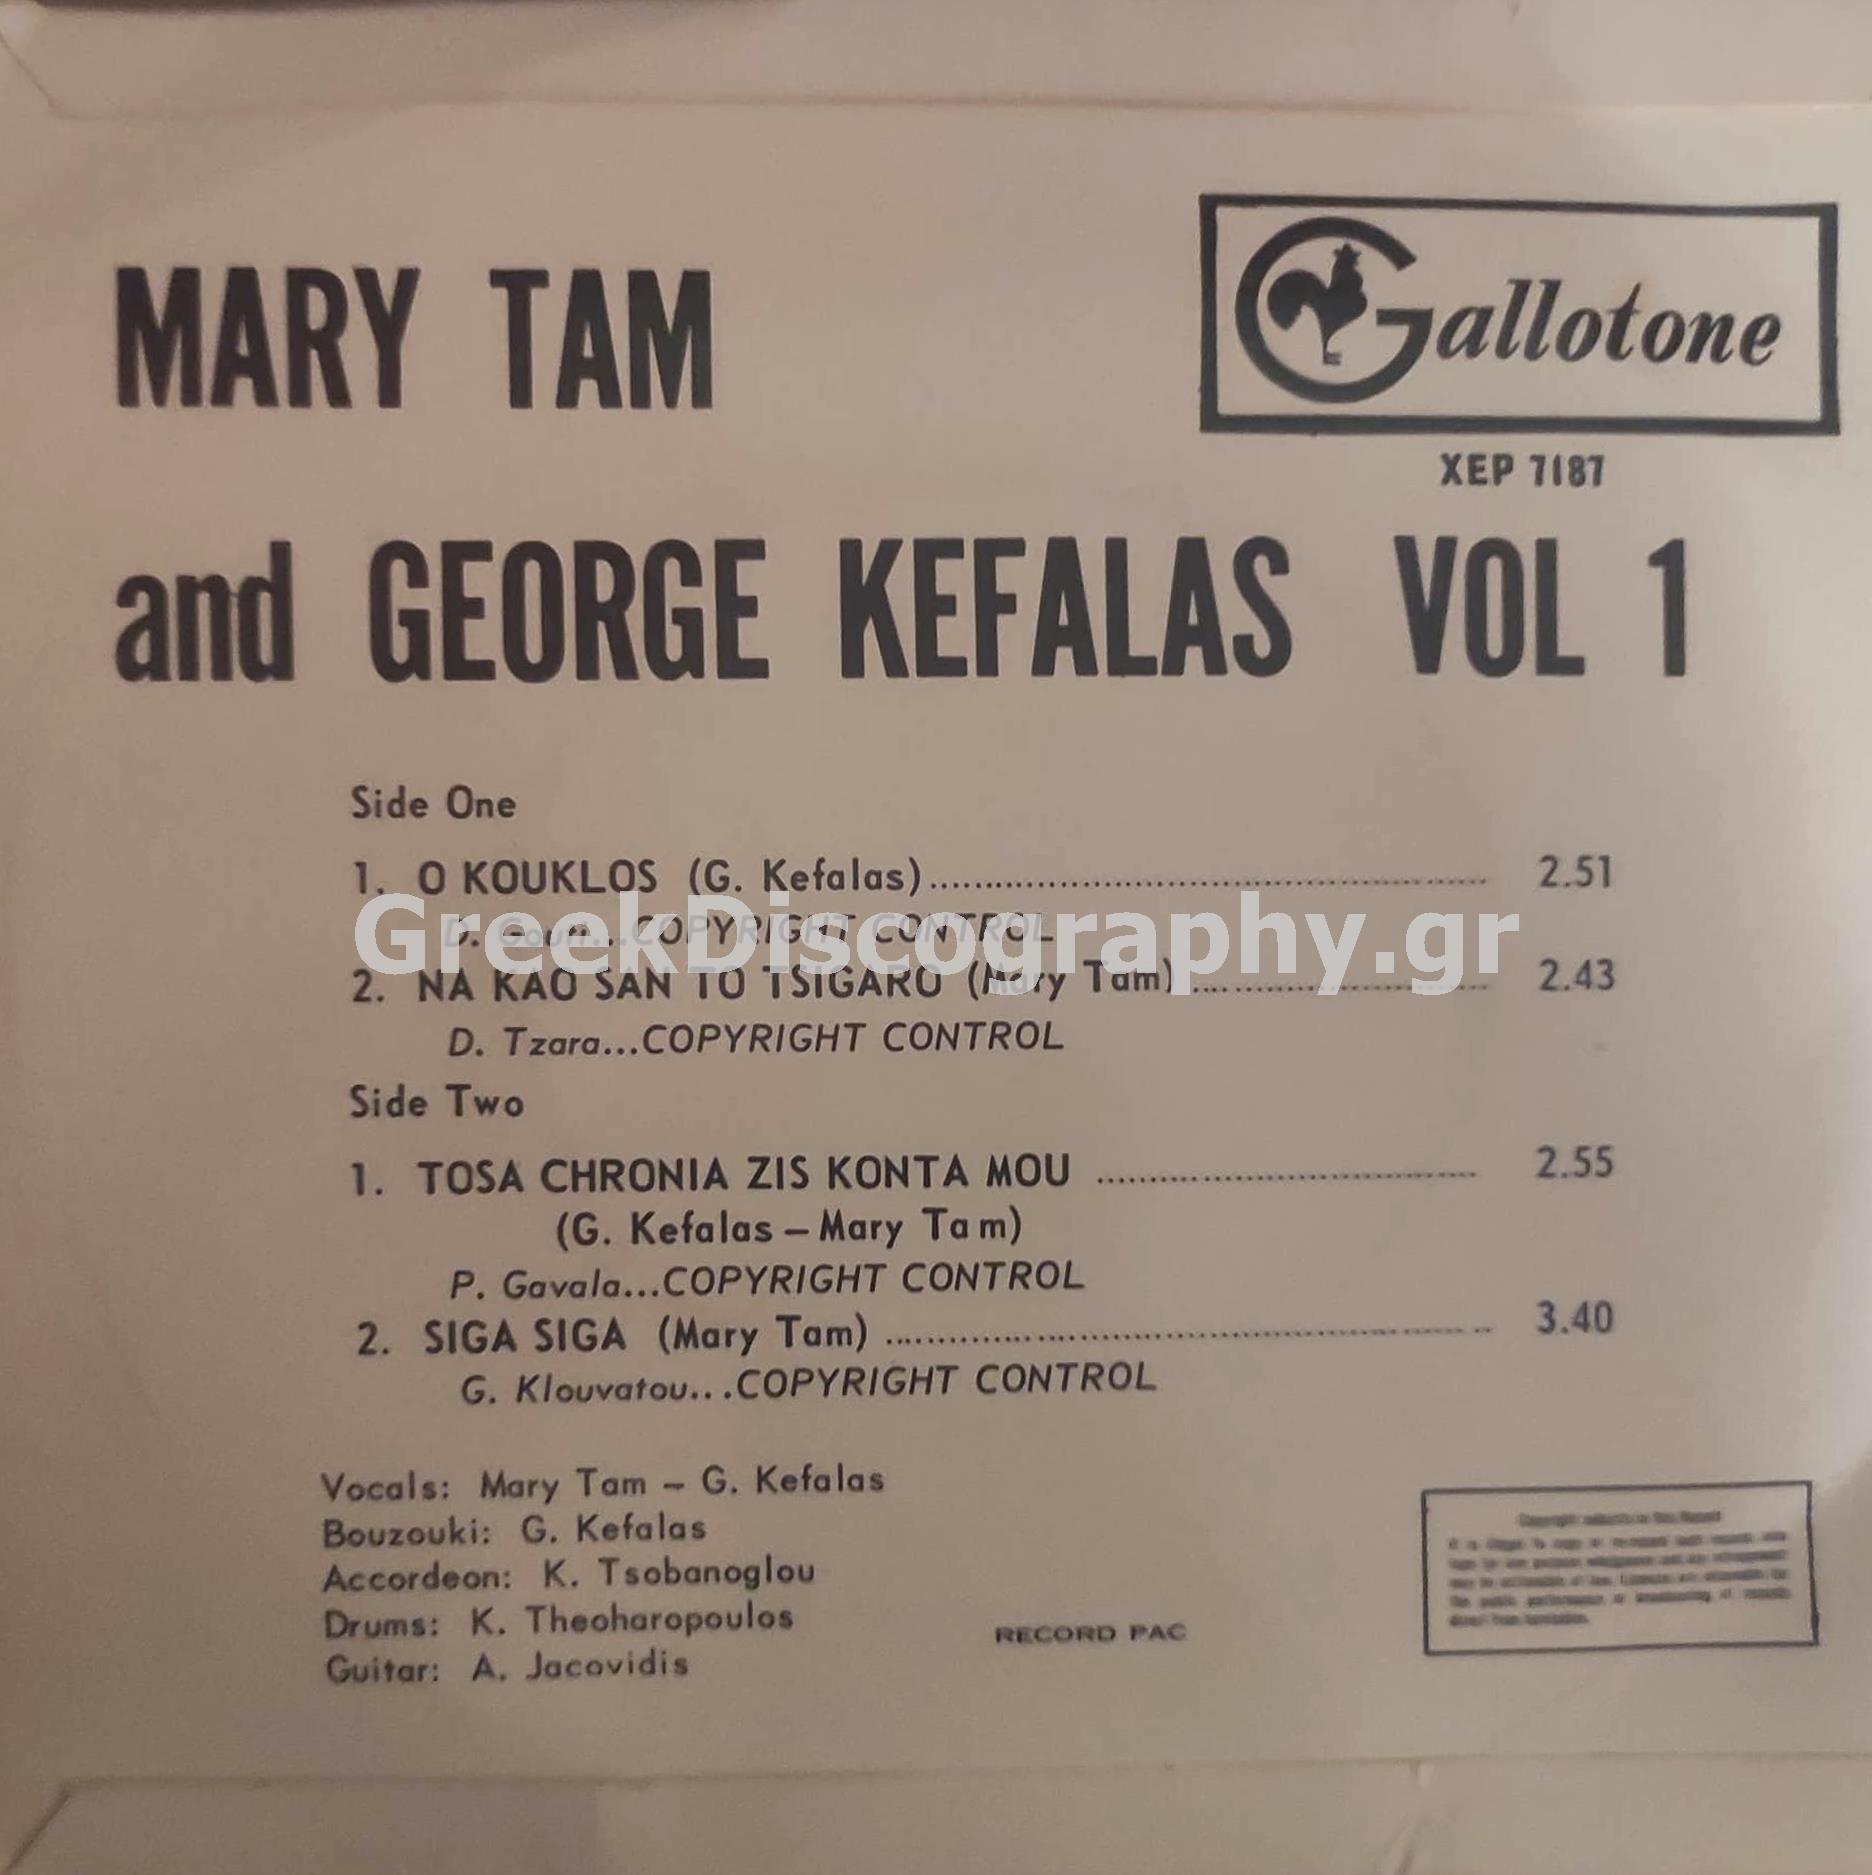 MARY TAM
Gallotone
XEP 7187
and GEORGE KEFALAS VOL 1
Side One
1. O KOUKLOS (G. Kefalas) 2.51
D. ...COPYRIGHT CONTROL
GreekDiscography.gr
2. NA KAO SAN TO TSIGARO (Mary Tam) 2.43
D. Tzara...COPYRIGHT CONTROL
Side Two
1. TOSA CHRONIA ZIS KONTA MOU 2.55
(G. Kefalas – Mary Tam)
P. Gavala...COPYRIGHT CONTROL
2. SIGA SIGA (Mary Tam) 3.40
G. Klouvatou...COPYRIGHT CONTROL
Vocals: Mary Tam – G. Kefalas
Bouzouki: G. Kefalas
Accordeon: K. Tsobanoglou
Drums: K. Theoharopoulos
Guitar: A. Jacovidis
RECORD PAC